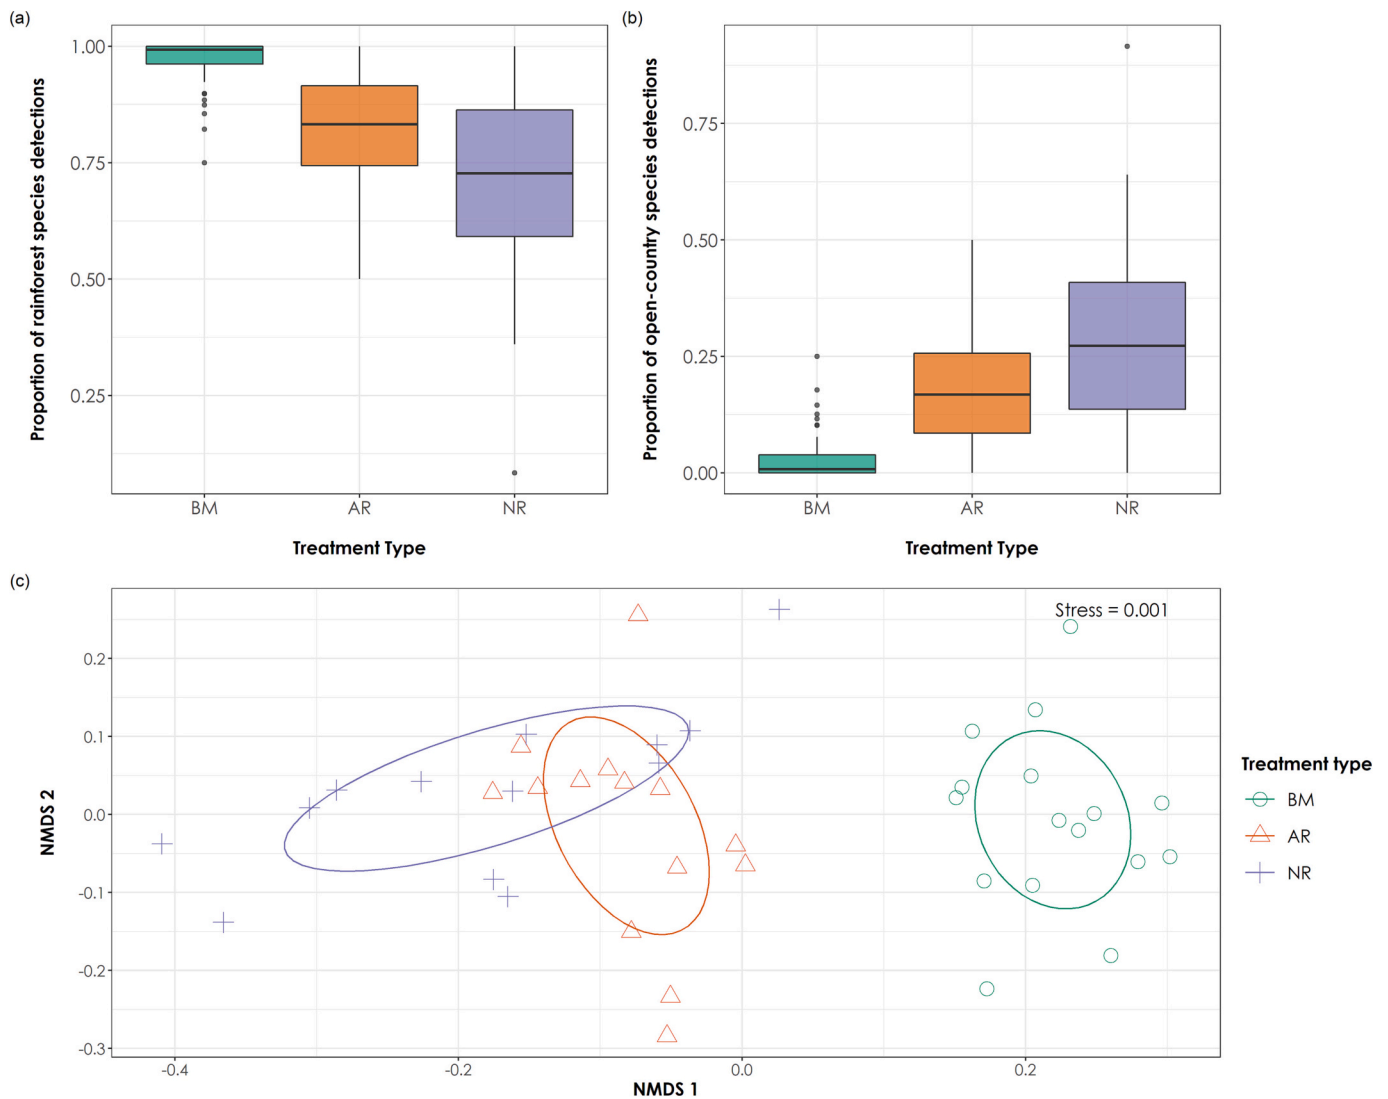 (a)
Proportion of rainforest species detections
1.00
0.75
0.50
0.25
BM AR NR
Treatment Type
(b)
Proportion of open-country species detections
0.75
0.50
0.25
0.00
BM AR NR
Treatment Type
(c)
Stress = 0.001
NMDS 2
0.2
0.1
0.0
-0.1
-0.2
-0.3
-0.4 -0.2 0.0 0.2
NMDS 1
Treatment type
BM
AR
NR